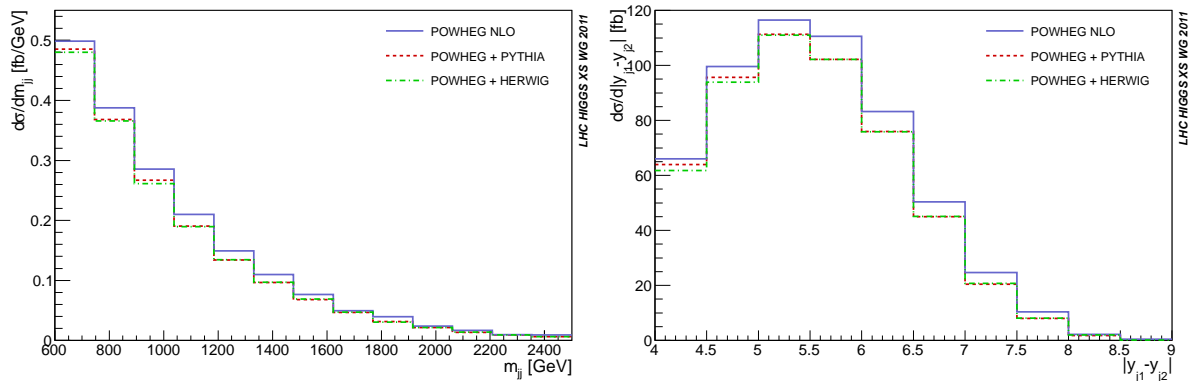 dσ/dm_jj [fb/GeV]
0.5
0.4
0.3
0.2
0.1
0
POWHEG NLO
POWHEG + PYTHIA
POWHEG + HERWIG
LHC HIGGS XS WG 2011
600 800 1000 1200 1400 1600 1800 2000 2200 2400
m_jj [GeV]
dσ/d|y_j1-y_j2| [fb]
120
100
80
60
40
20
0
POWHEG NLO
POWHEG + PYTHIA
POWHEG + HERWIG
LHC HIGGS XS WG 2011
4 4.5 5 5.5 6 6.5 7 7.5 8 8.5 9
|y_j1-y_j2|